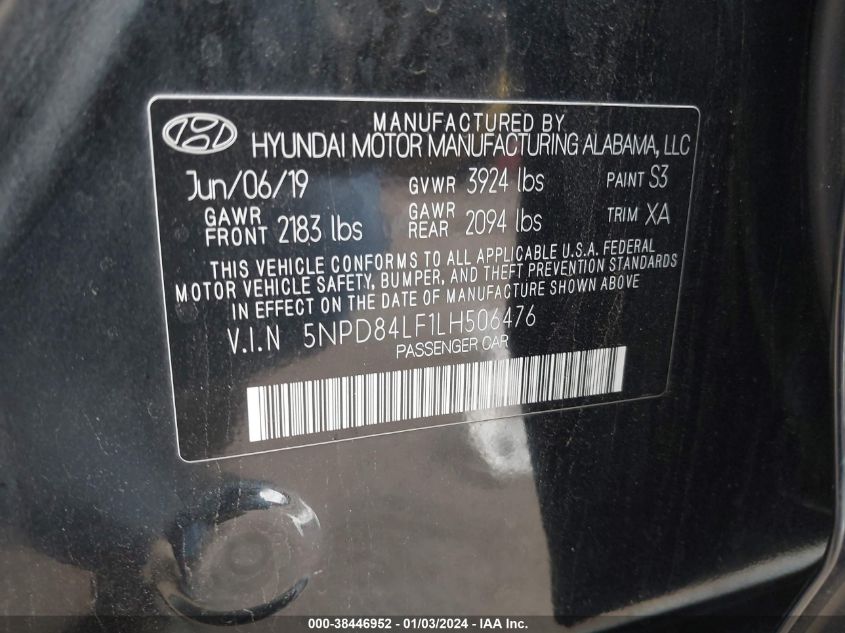 MANUFACTURED BY
HYUNDAI MOTOR MANUFACTURING ALABAMA, LLC
Jun/06/19 GVWR 3924 lbs PAINT S3
GAWR FRONT 2183 lbs GAWR REAR 2094 lbs TRIM XA
THIS VEHICLE CONFORMS TO ALL APPLICABLE U.S.A. FEDERAL
MOTOR VEHICLE SAFETY, BUMPER, AND THEFT PREVENTION STANDARDS
IN EFFECT ON THE DATE OF MANUFACTURE SHOWN ABOVE
V.I.N 5NPD84LF1LH506476
PASSENGER CAR
000-38446952 - 01/03/2024 - IAA Inc.